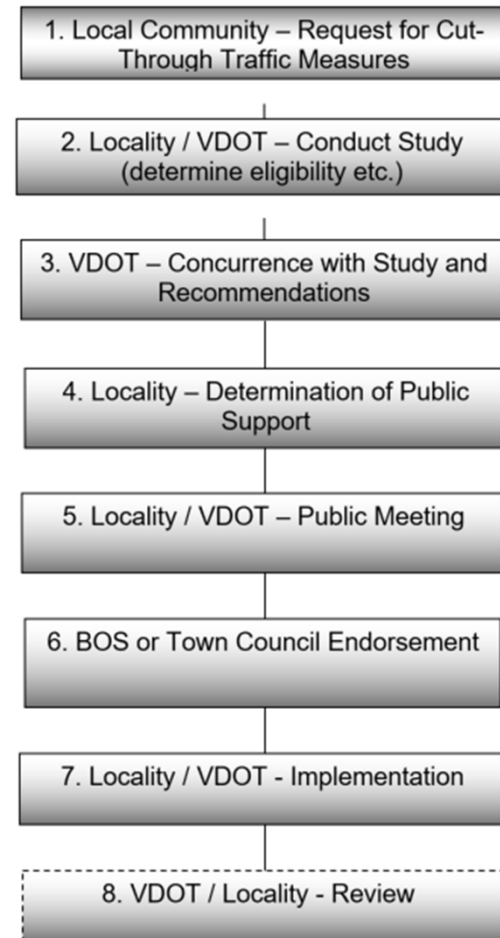 1. Local Community – Request for Cut-
Through Traffic Measures
2. Locality / VDOT – Conduct Study
(determine eligibility etc.)
3. VDOT – Concurrence with Study and
Recommendations
4. Locality – Determination of Public
Support
5. Locality / VDOT – Public Meeting
6. BOS or Town Council Endorsement
7. Locality / VDOT - Implementation
8. VDOT / Locality - Review